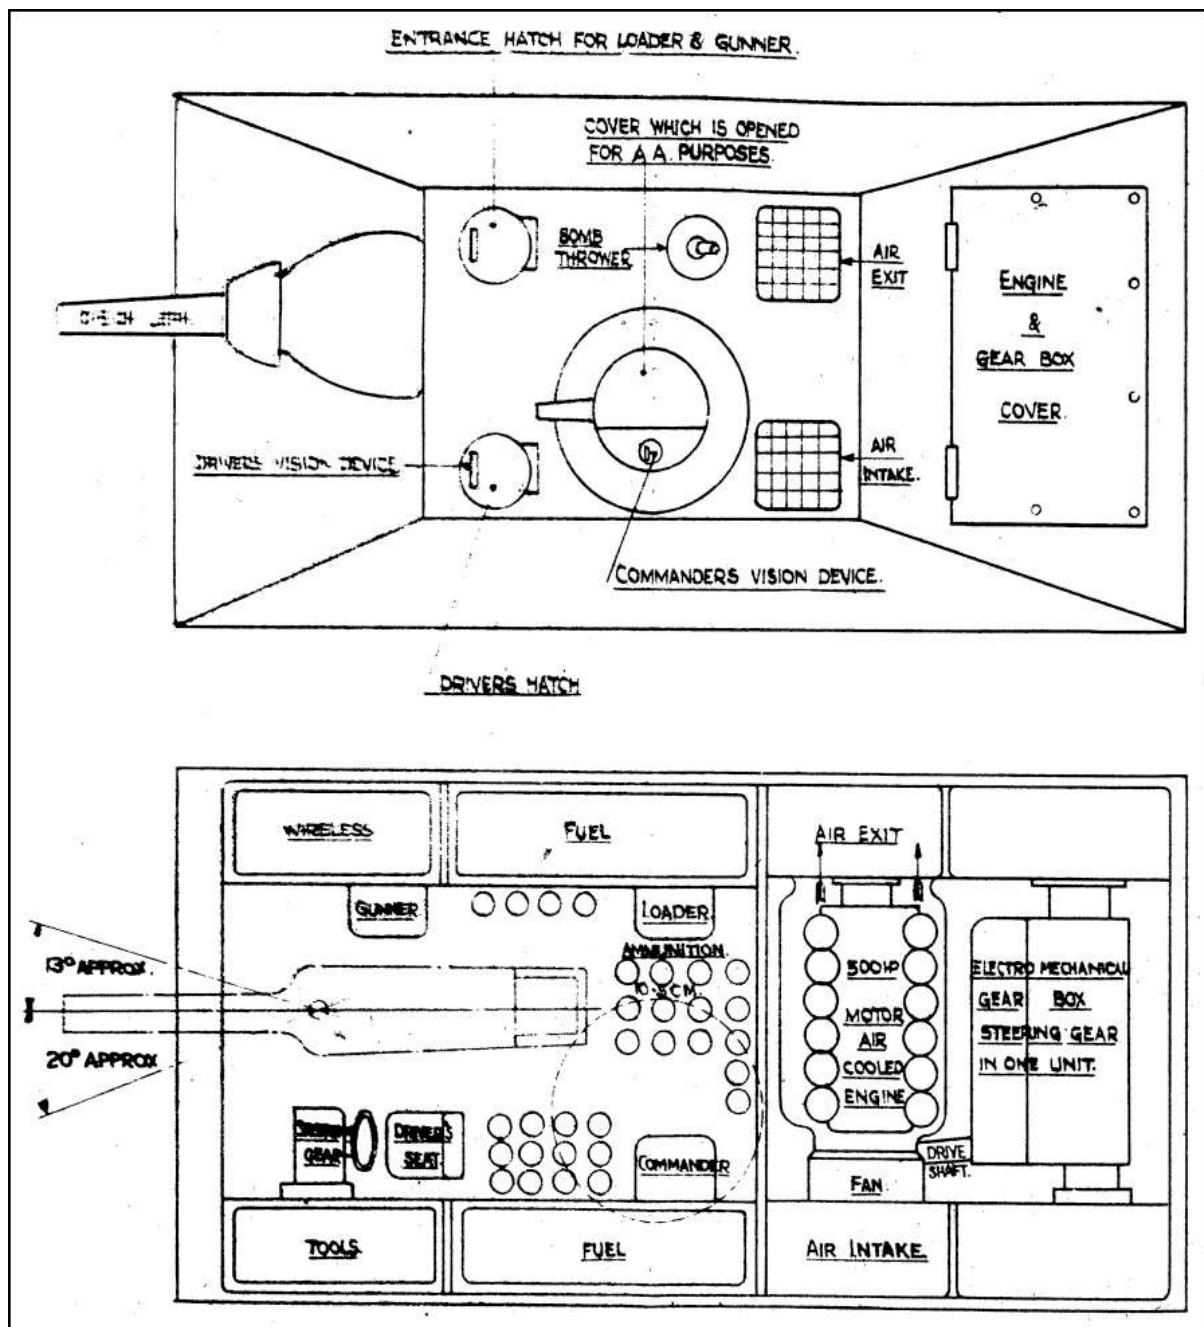 ENTRANCE HATCH FOR LOADER & GUNNER.
COVER WHICH IS OPENED
FOR A A. PURPOSES.
BOMB
THROWER
AIR
EXIT
ENGINE
&
GEAR BOX
COVER.
DRIVERS VISION DEVICE
AIR
INTAKE.
COMMANDERS VISION DEVICE.
DRIVERS HATCH
WIRELESS
FUEL
AIR EXIT
GUNNER
LOADER.
AMMUNITION.
10.5CM.
13° APPROX.
20° APPROX
500HP
MOTOR
AIR
COOLED
ENGINE
ELECTRO MECHANICAL
GEAR BOX
STEERING GEAR
IN ONE UNIT.
GEAR
DRIVER'S
SEAT.
COMMANDER
DRIVE
SHAFT.
FAN.
TOOLS.
FUEL
AIR INTAKE.